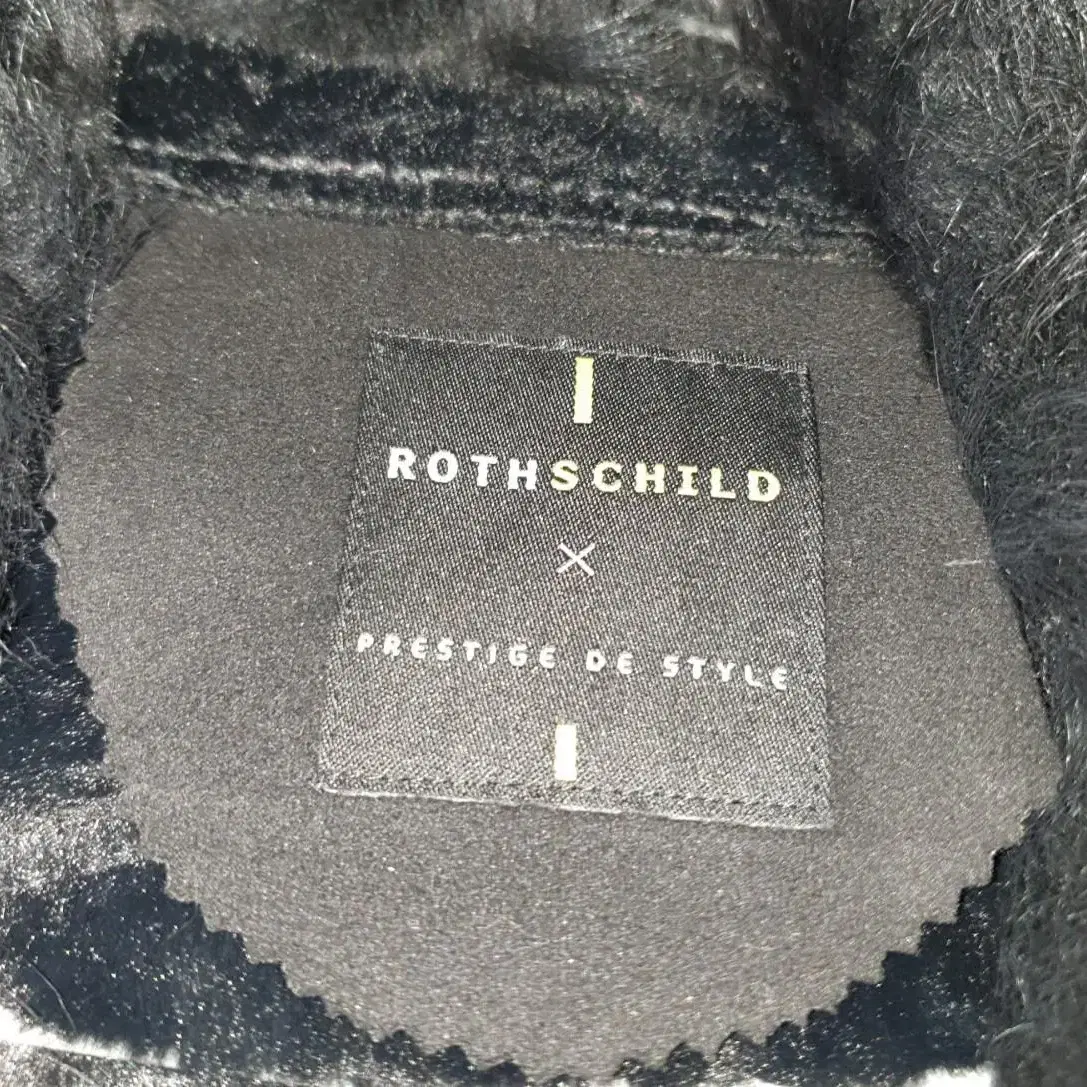 ROTHSCHILD
×
PRESTIGE DE STYLE